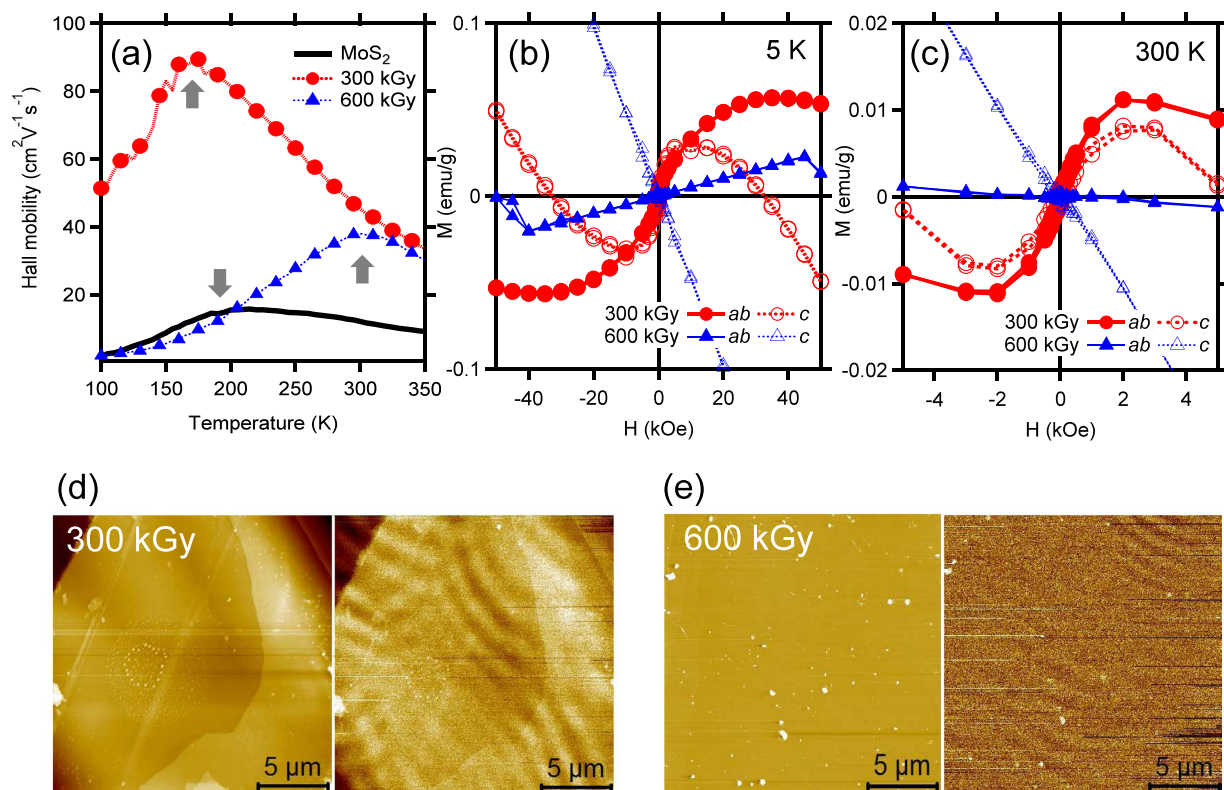 (a)
MoS2
300 kGy
600 kGy
Hall mobility (cm2V-1s-1)
100
80
60
40
20
100
150
200
250
300
350
Temperature (K)
(b)
5 K
M (emu/g)
0.1
0
-0.1
300 kGy ab c
600 kGy ab c
-40
-20
0
20
40
H (kOe)
(c)
300 K
M (emu/g)
0.02
0.01
0.00
-0.01
-0.02
300 kGy ab c
600 kGy ab c
-4
-2
0
2
4
H (kOe)
(d)
300 kGy
5 μm
5 μm
(e)
600 kGy
5 μm
5 μm